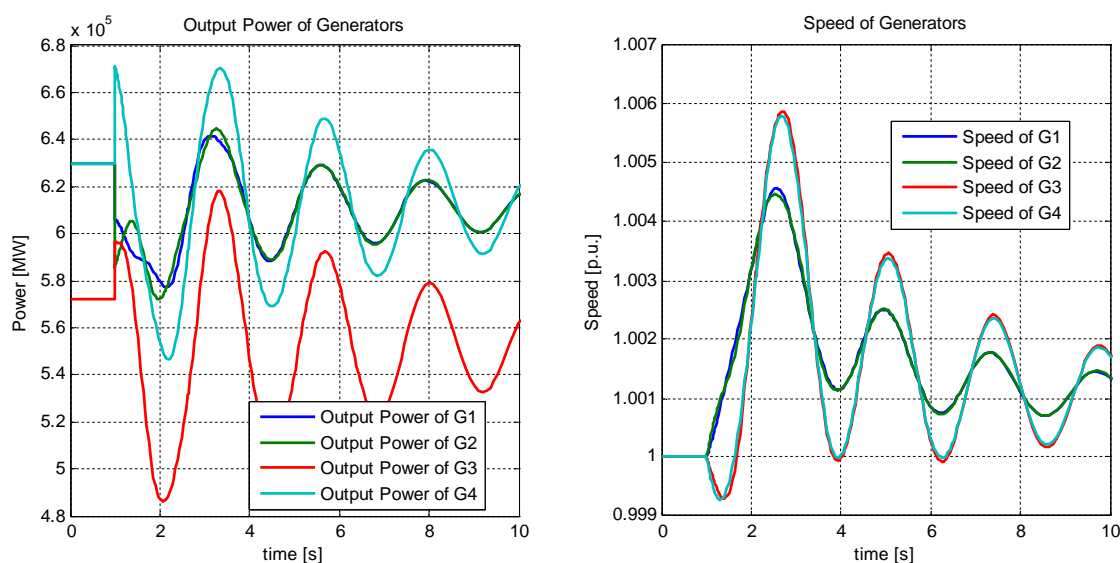 Output Power of Generators
x 10^5
6.8
6.6
6.4
6.2
6
5.8
5.6
5.4
5.2
5
4.8
0 2 4 6 8 10
Power [MW]
time [s]
Output Power of G1
Output Power of G2
Output Power of G3
Output Power of G4
Speed of Generators
1.007
1.006
1.005
1.004
1.003
1.002
1.001
1
0.999
0 2 4 6 8 10
Speed [p.u.]
time [s]
Speed of G1
Speed of G2
Speed of G3
Speed of G4